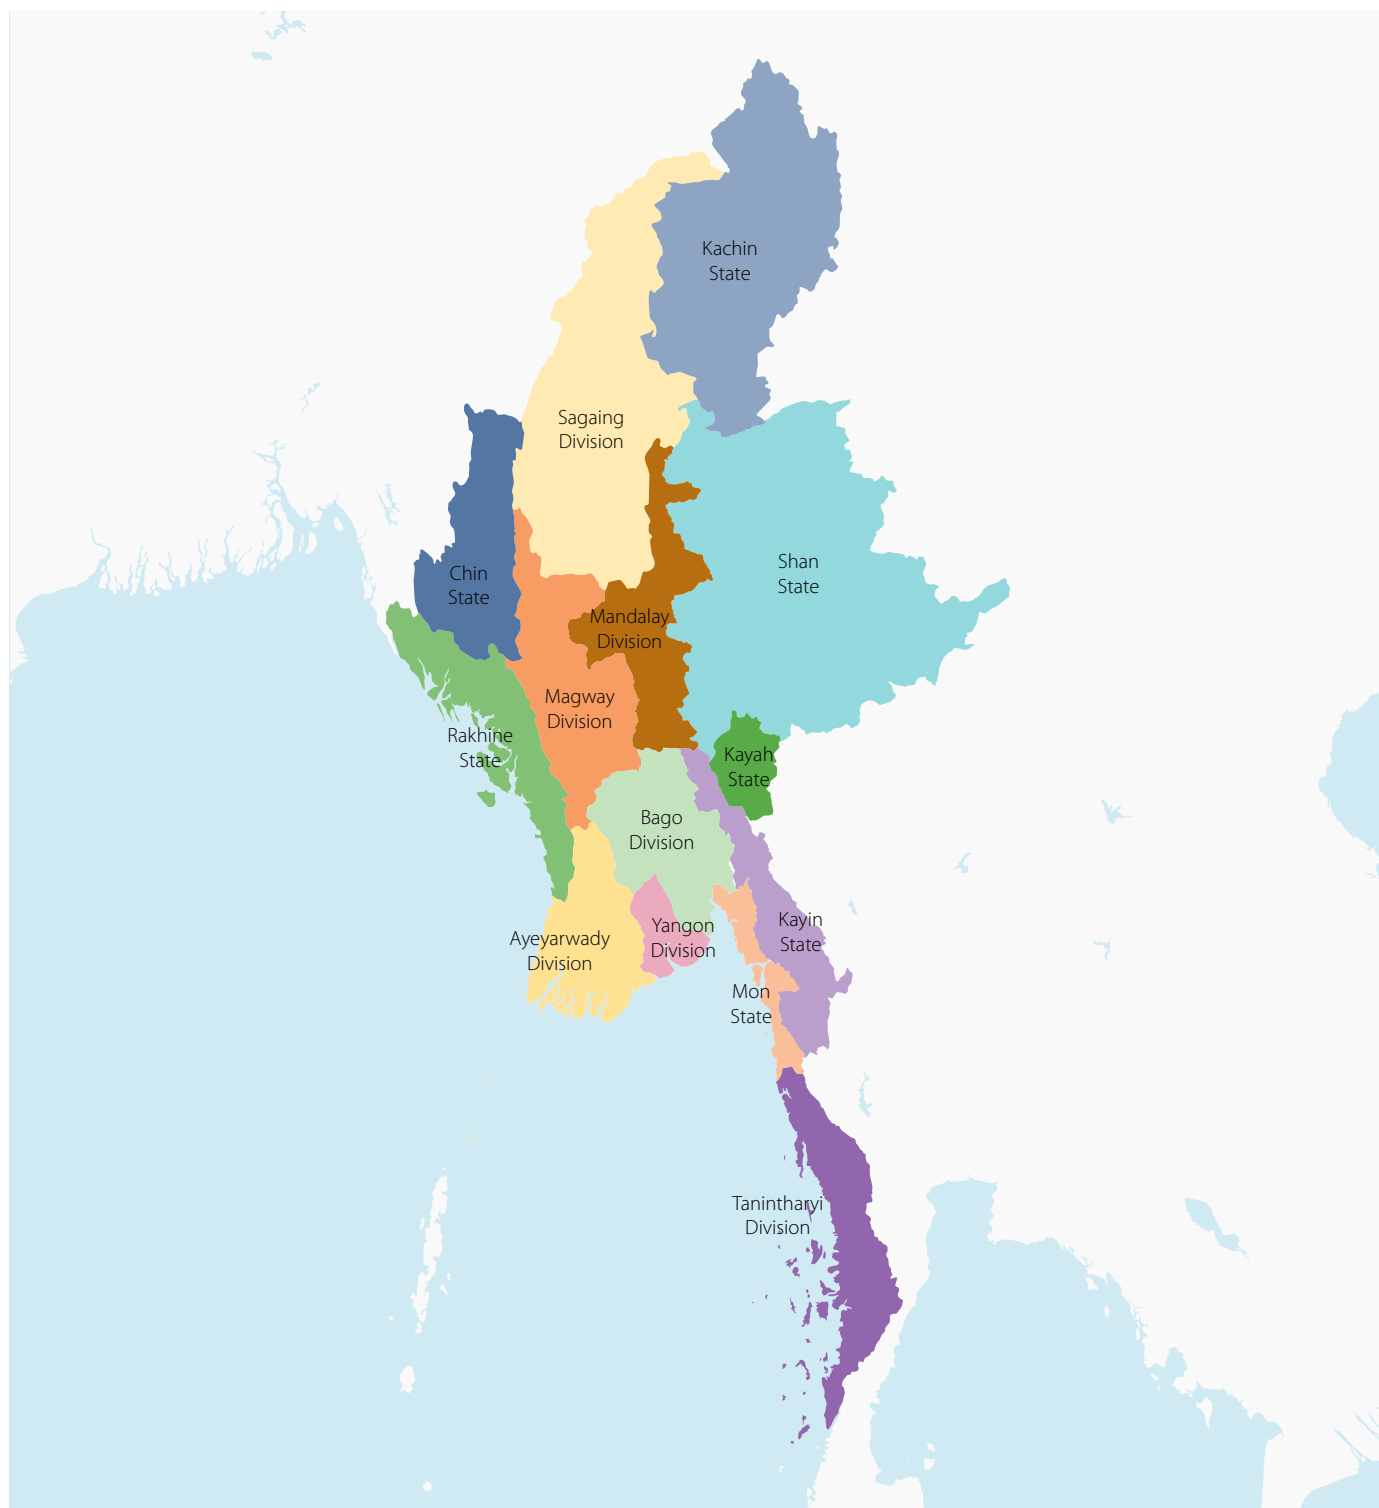 Kachin
State
Sagaing
Division
Shan
State
Chin
State
Mandalay
Division
Magway
Division
Rakhine
State
Kayah
State
Bago
Division
Kayin
State
Yangon
Division
Ayeyarwady
Division
Mon
State
Tanintharyi
Division